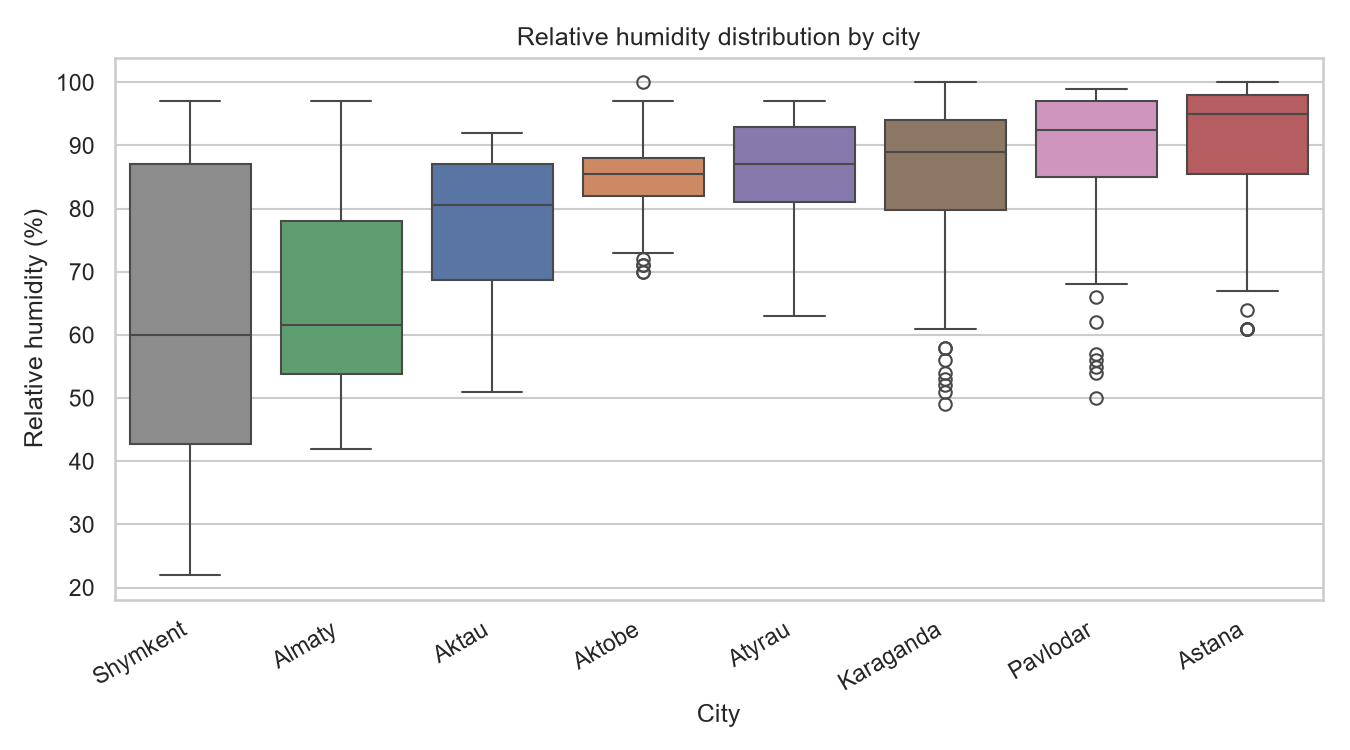 Relative humidity distribution by city
Relative humidity (%)
100
90
80
70
60
50
40
30
20
Shymkent
Almaty
Aktau
Aktobe
Atyrau
Karaganda
Pavlodar
Astana
City